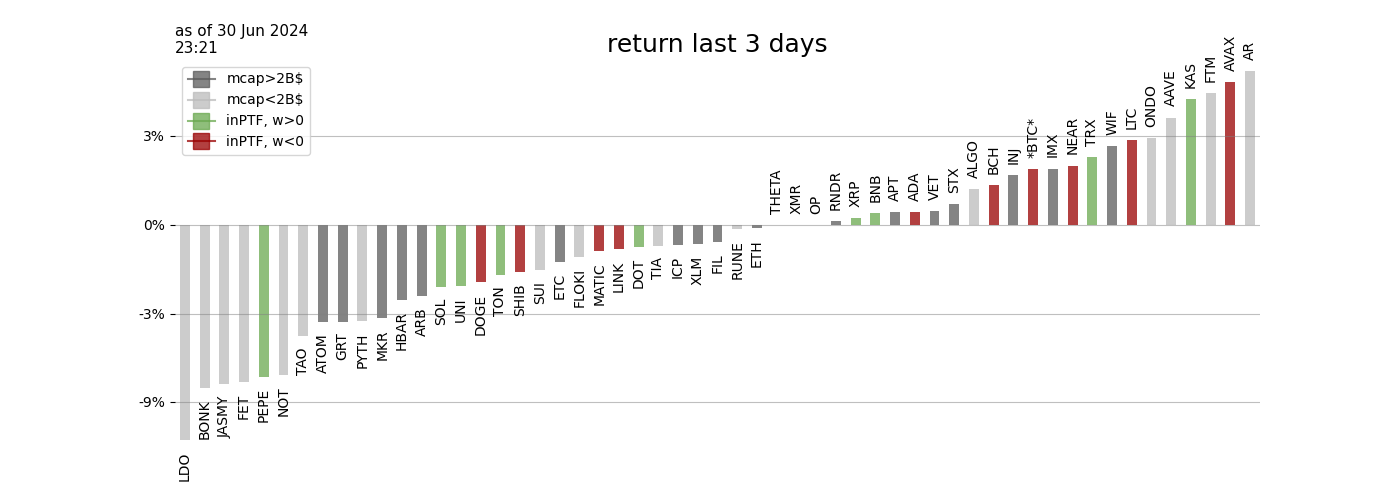 as of 30 Jun 2024
23:21
return last 3 days
mcap>2B$
mcap<2B$
inPTF, w>0
inPTF, w<0
3%
0%
-3%
-9%
LDO
BONK
JASMY
FET
PEPE
NOT
TAO
ATOM
GRT
PYTH
MKR
HBAR
ARB
SOL
UNI
DOGE
TON
SHIB
SUI
ETC
FLOKI
MATIC
LINK
DOT
TIA
ICP
XLM
FIL
RUNE
ETH
THETA
XMR
OP
RNDR
XRP
BNB
APT
ADA
VET
STX
ALGO
BCH
INJ
*BTC*
IMX
NEAR
TRX
WIF
LTC
ONDO
AAVE
KAS
FTM
AVAX
AR